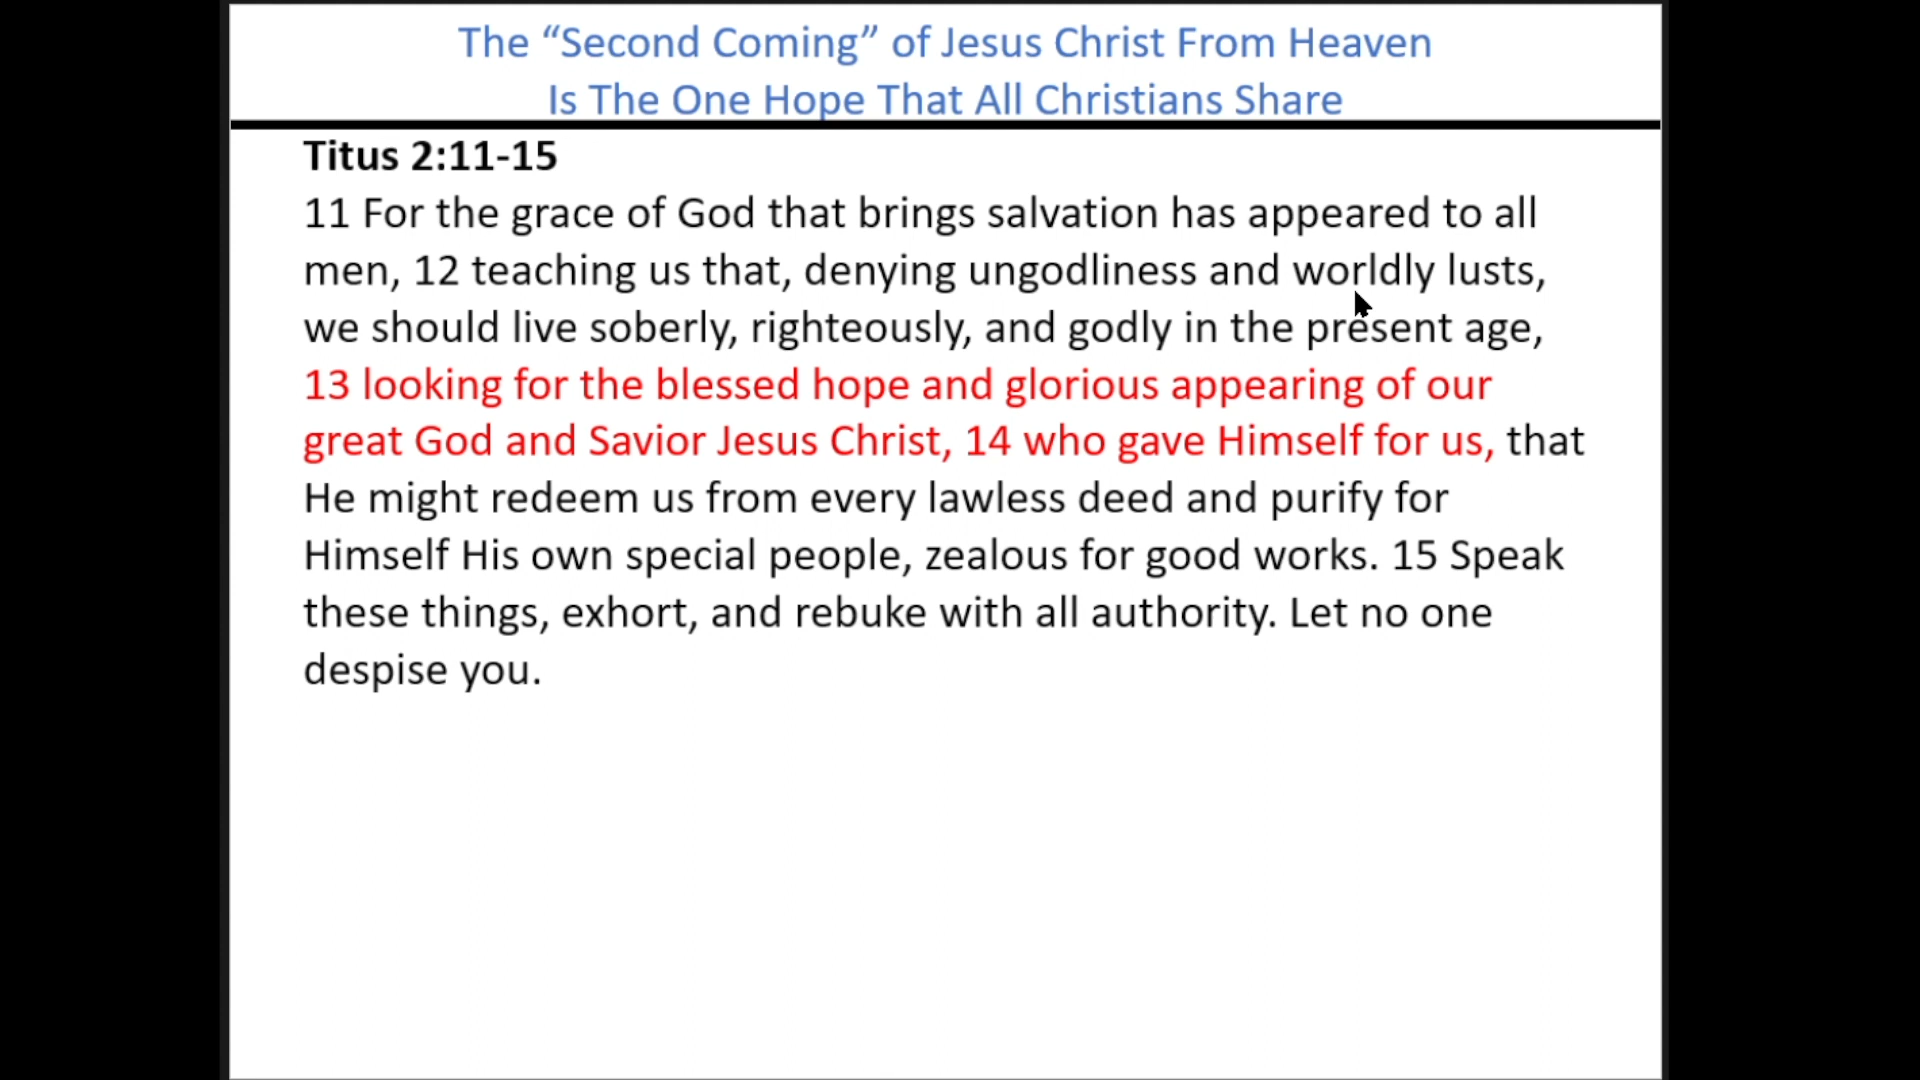 The “Second Coming” of Jesus Christ From Heaven
Is The One Hope That All Christians Share
Titus 2:11-15
11 For the grace of God that brings salvation has appeared to all
men, 12 teaching us that, denying ungodliness and worldly lusts,
we should live soberly, righteously, and godly in the present age,
13 looking for the blessed hope and glorious appearing of our
great God and Savior Jesus Christ, 14 who gave Himself for us, that
He might redeem us from every lawless deed and purify for
Himself His own special people, zealous for good works. 15 Speak
these things, exhort, and rebuke with all authority. Let no one
despise you.